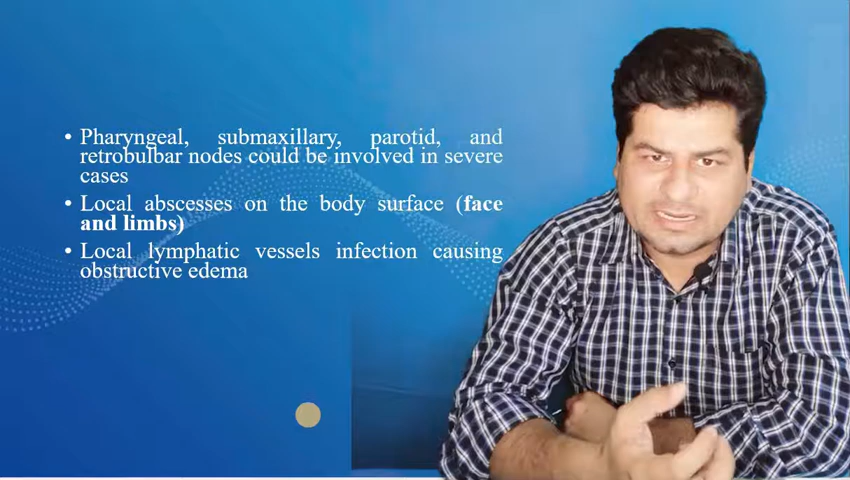 • Pharyngeal, submaxillary, parotid, and
retrobulbar nodes could be involved in severe
cases
• Local abscesses on the body surface (face
and limbs)
• Local lymphatic vessels infection causing
obstructive edema